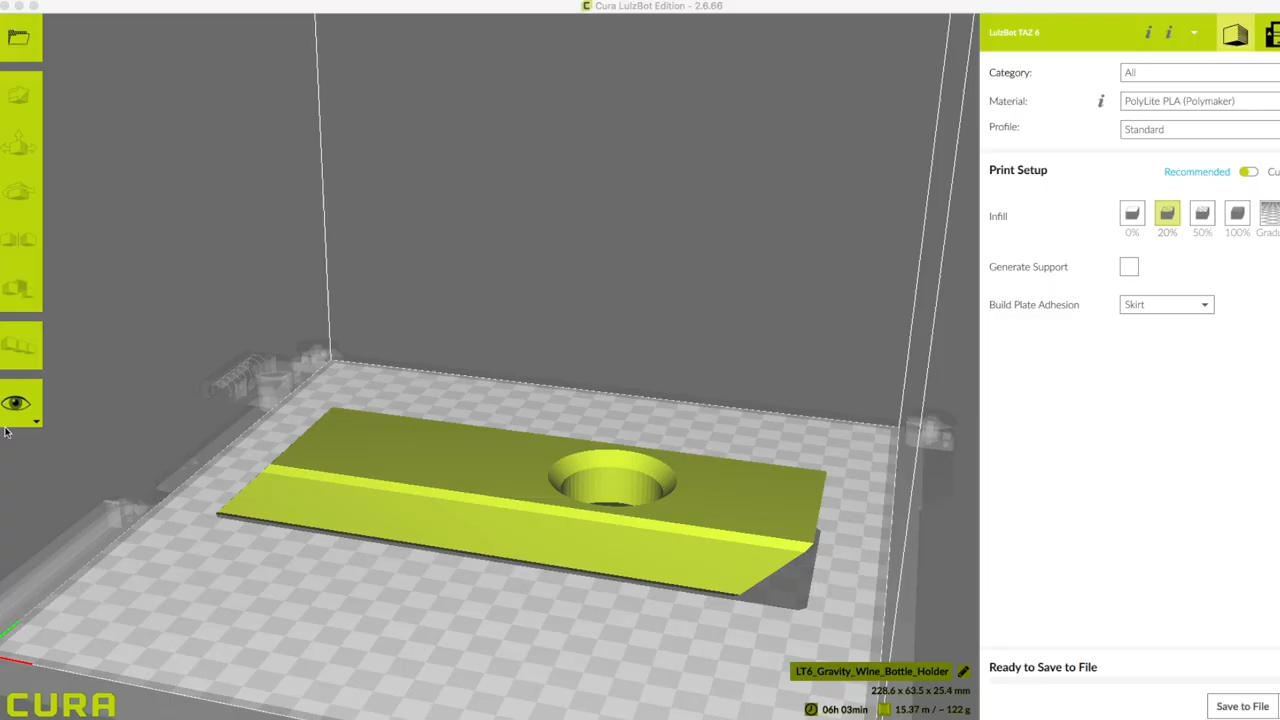 Cura LulzBot Edition - 2.6.66
LulzBot TAZ 6
Category: All
Material: i PolyLite PLA (Polymaker)
Profile: Standard
Print Setup Recommended Cu
Infill
0% 20% 50% 100% Gradu
Generate Support
Build Plate Adhesion Skirt
LT6_Gravity_Wine_Bottle_Holder
228.6 x 63.5 x 25.4 mm
06h 03min 15.37 m / ~ 122 g
Ready to Save to File
Save to File
CURA